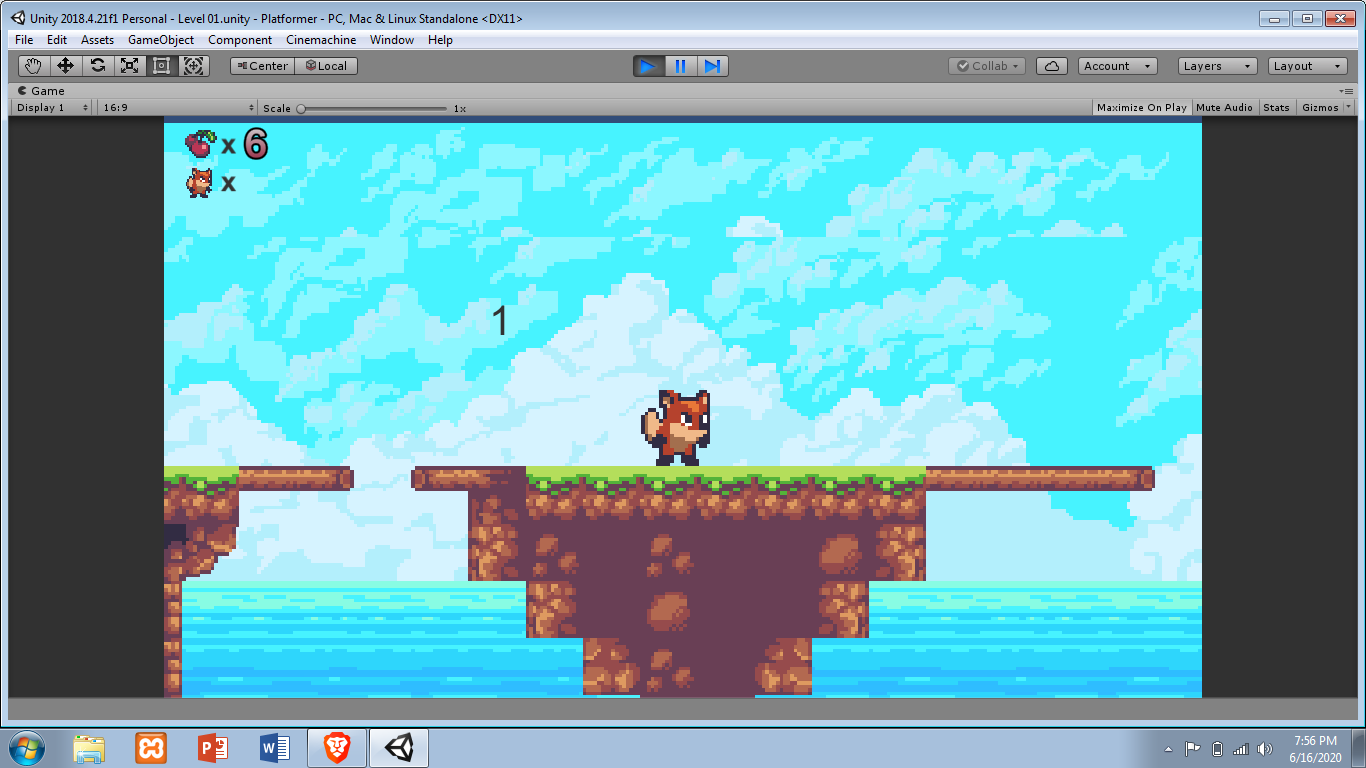 Unity 2018.4.21f1 Personal - Level 01.unity - Platformer - PC, Mac & Linux Standalone <DX11>
File Edit Assets GameObject Component Cinemachine Window Help
Center Local Collab Account Layers Layout
Game
Display 1 16:9 Scale 1x Maximize On Play Mute Audio Stats Gizmos
x 6
x
1
P W
7:56 PM
6/16/2020